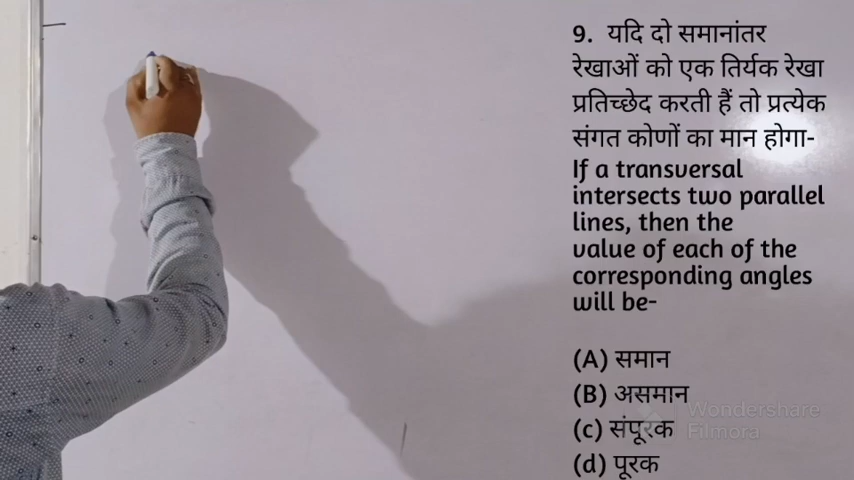 9. यदि दो समानांतर
रेखाओं को एक तिर्यक रेखा
प्रतिच्छेद करती हैं तो प्रत्येक
संगत कोणों का मान होगा-
If a transversal
intersects two parallel
lines, then the
value of each of the
corresponding angles
will be-
(A) समान
(B) असमान
(c) संपूरक
(d) पूरक
Wondershare
Filmora